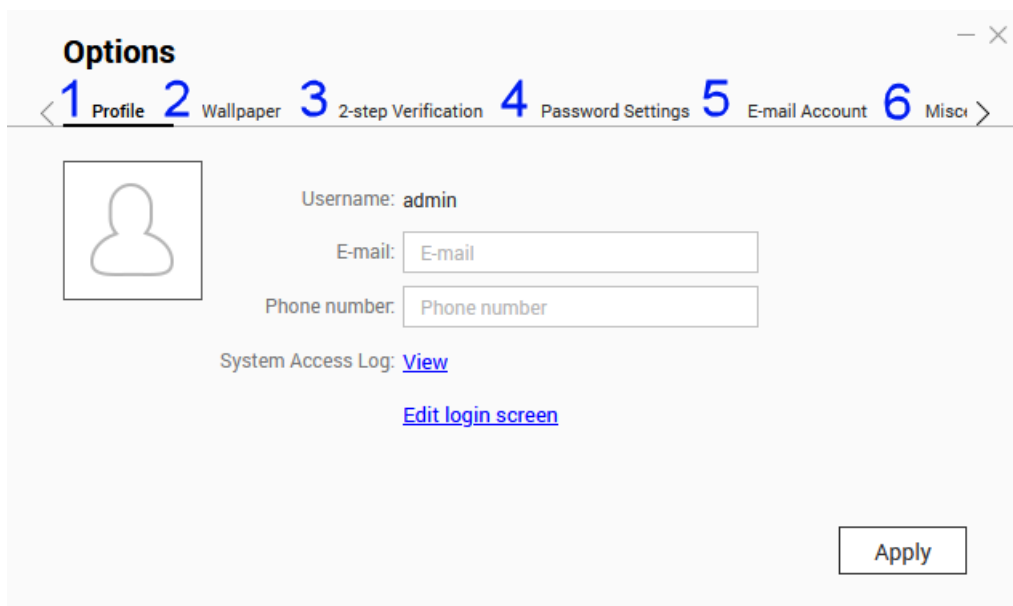 Options
1 Profile 2 Wallpaper 3 2-step Verification 4 Password Settings 5 E-mail Account 6 Misc
Username: admin
E-mail: E-mail
Phone number: Phone number
System Access Log: View
Edit login screen
Apply